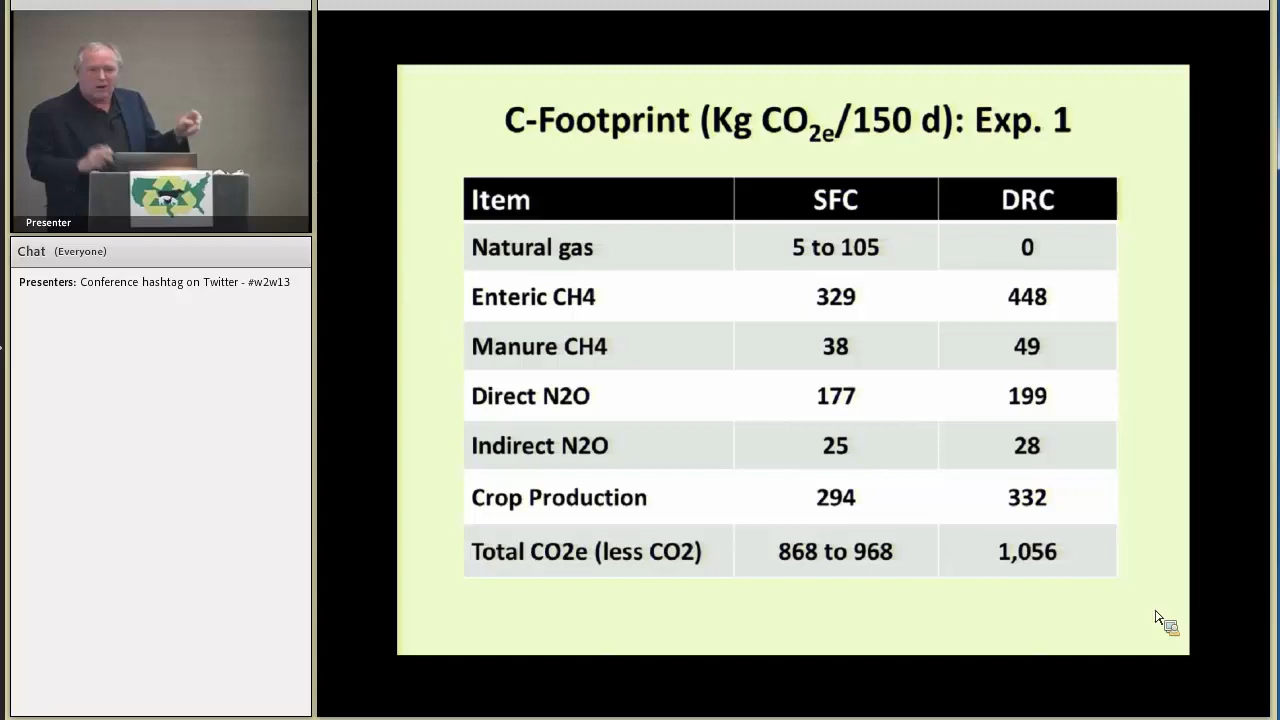 Presenter
Chat (Everyone)
Presenters: Conference hashtag on Twitter - #w2w13
C-Footprint (Kg CO2e/150 d): Exp. 1
Item SFC DRC
Natural gas 5 to 105 0
Enteric CH4 329 448
Manure CH4 38 49
Direct N2O 177 199
Indirect N2O 25 28
Crop Production 294 332
Total CO2e (less CO2) 868 to 968 1,056